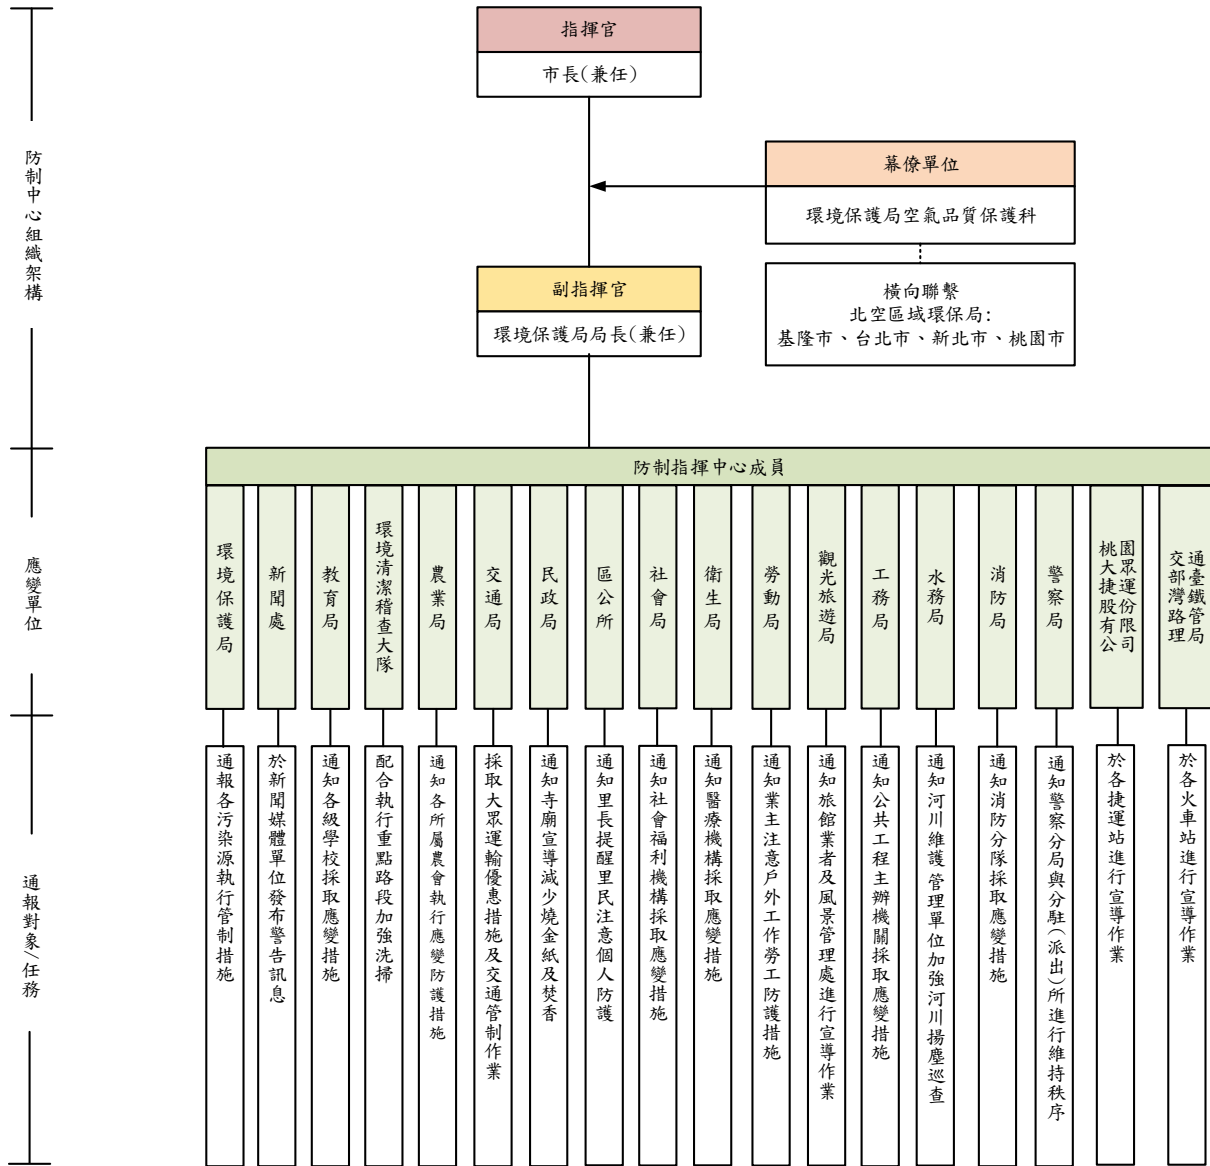 指揮官
市長(兼任)
幕僚單位
環境保護局空氣品質保護科
橫向聯繫
北空區域環保局:
基隆市、台北市、新北市、桃園市
副指揮官
環境保護局局長(兼任)
防制中心組織架構
防制指揮中心成員
應變單位
環境保護局
新聞處
教育局
環境清潔稽查大隊
農業局
交通局
民政局
區公所
社會局
衛生局
勞動局
觀光旅遊局
工務局
水務局
消防局
警察局
桃園大眾捷運股份有限公司
交通部臺灣鐵路管理局
通報對象/任務
通報各污染源執行管制措施
於新聞媒體單位發布警告訊息
通知各級學校採取應變措施
配合執行重點路段加強洗掃
通知各所屬農會執行應變防護措施
採取大眾運輸優惠措施及交通管制作業
通知寺廟宣導減少燒金紙及焚香
通知里長提醒里民注意個人防護
通知社會福利機構採取應變措施
通知醫療機構採取應變措施
通知業主注意戶外工作勞工防護措施
通知旅館業者及風景管理處進行宣導作業
通知公共工程主辦機關採取應變措施
通知河川維護管理單位加強河川揚塵巡查
通知消防分隊採取應變措施
通知警察分局與分駐(派出)所進行維持秩序
於各捷運站進行宣導作業
於各火車站進行宣導作業